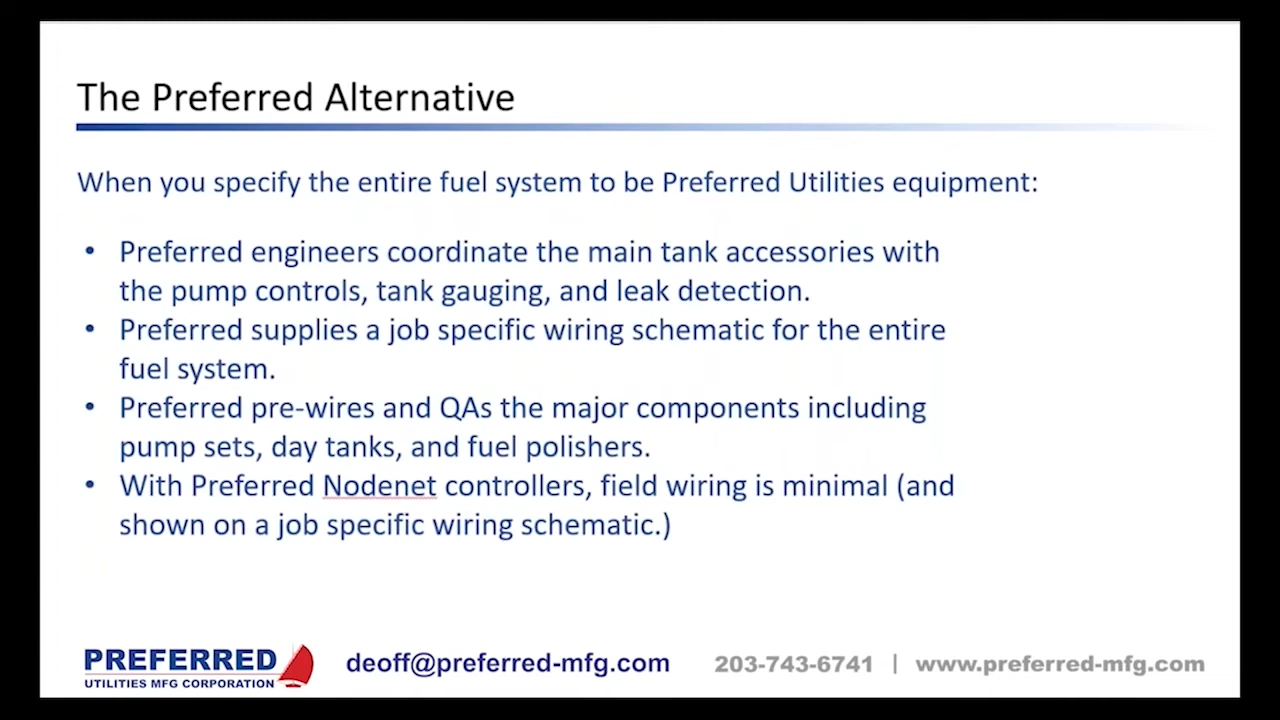 The Preferred Alternative
When you specify the entire fuel system to be Preferred Utilities equipment:
• Preferred engineers coordinate the main tank accessories with
the pump controls, tank gauging, and leak detection.
• Preferred supplies a job specific wiring schematic for the entire
fuel system.
• Preferred pre-wires and QAs the major components including
pump sets, day tanks, and fuel polishers.
• With Preferred Nodenet controllers, field wiring is minimal (and
shown on a job specific wiring schematic.)
PREFERRED
UTILITIES MFG CORPORATION
deoff@preferred-mfg.com
203-743-6741 | www.preferred-mfg.com